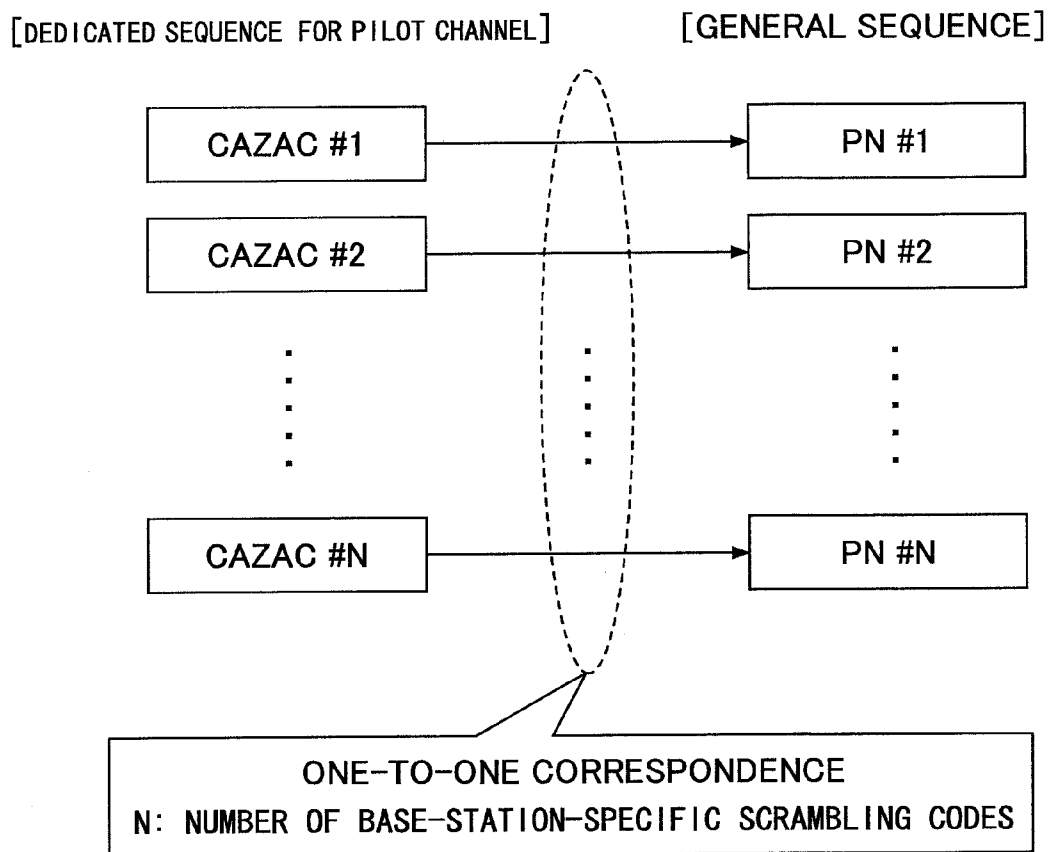 [DEDICATED SEQUENCE FOR PILOT CHANNEL] [GENERAL SEQUENCE]
CAZAC #1 PN #1
CAZAC #2 PN #2
CAZAC #N PN #N
ONE-TO-ONE CORRESPONDENCE
N: NUMBER OF BASE-STATION-SPECIFIC SCRAMBLING CODES